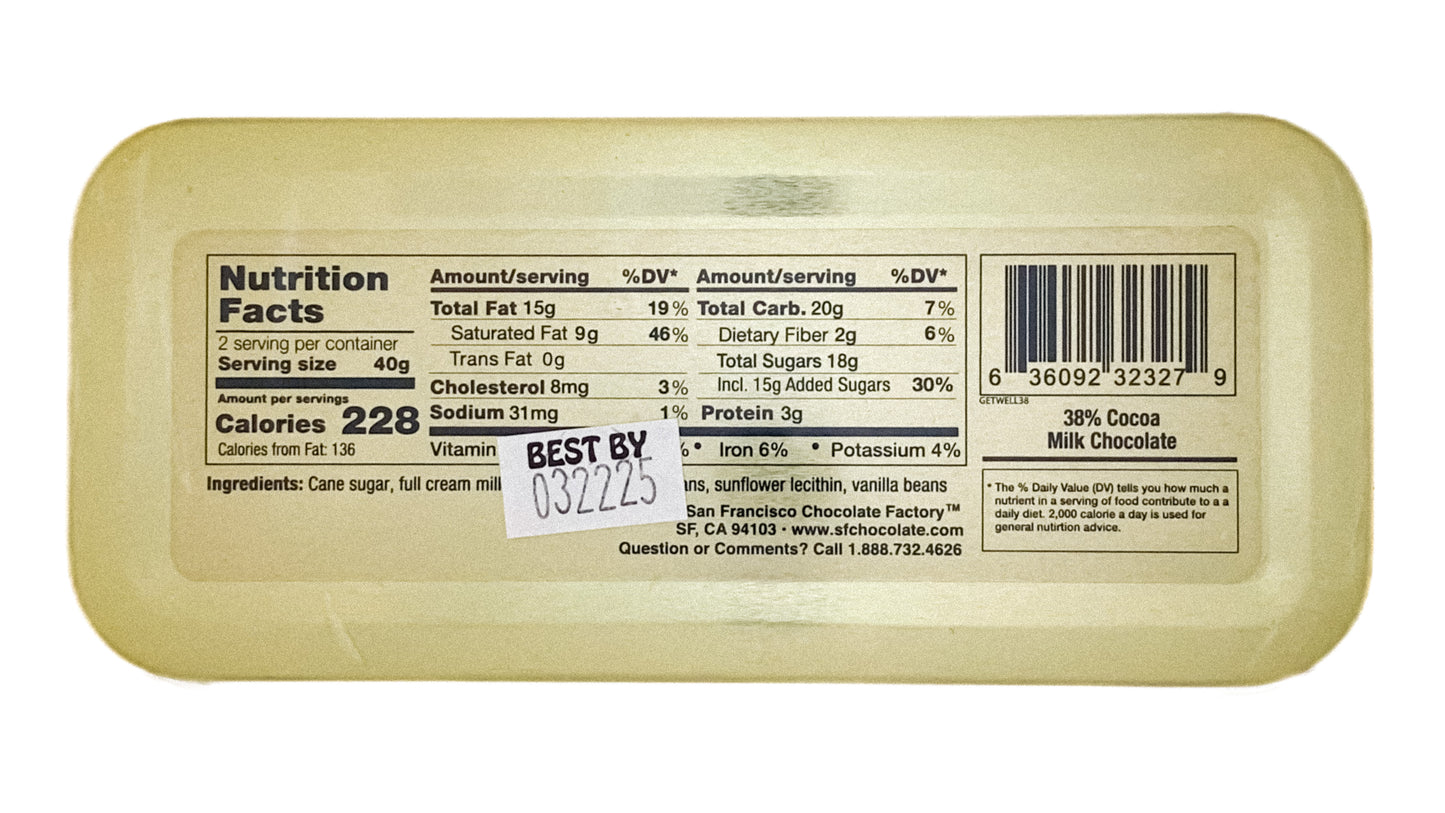 Nutrition
Facts
2 serving per container
Serving size 40g
Amount per servings
Calories 228
Calories from Fat: 136
Amount/serving %DV*
Total Fat 15g 19%
Saturated Fat 9g 46%
Trans Fat 0g
Cholesterol 8mg 3%
Sodium 31mg 1%
Amount/serving %DV*
Total Carb. 20g 7%
Dietary Fiber 2g 6%
Total Sugars 18g
Incl. 15g Added Sugars 30%
Protein 3g
Vitamin % • Iron 6% • Potassium 4%
BEST BY
032225
Ingredients: Cane sugar, full cream sunflower lecithin, vanilla beans
San Francisco Chocolate Factory™
SF, CA 94103 · www.sfchocolate.com
Question or Comments? Call 1.888.732.4626
6 36092 32327 9
GETWELL38
38% Cocoa
Milk Chocolate
* The % Daily Value (DV) tells you how much a
nutrient in a serving of food contribute to a a
daily diet. 2,000 calorie a day is used for
general nutirtion advice.